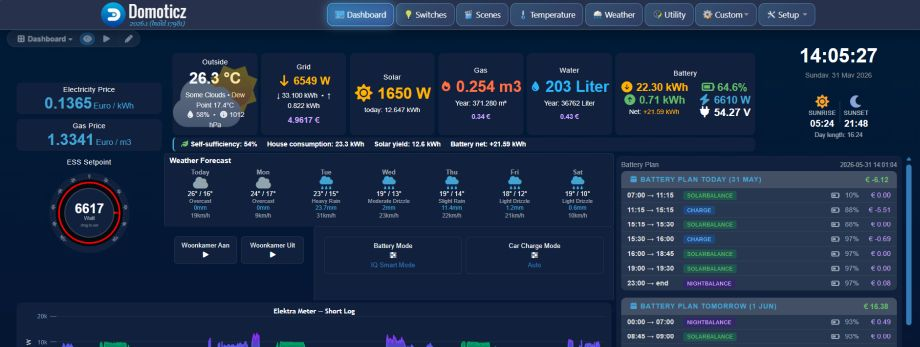 Domoticz
2026.1 (build 17981)
Dashboard
Switches
Scenes
Temperature
Weather
Utility
Custom
Setup
Dashboard
Electricity Price
0.1365 Euro / kWh
Gas Price
1.3341 Euro / m3
ESS Setpoint
6617
Watt
drag to set
Outside
26.3 °C
Some Clouds • Dew
Point 17.4°C
58% • 1012
hPa
Grid
6549 W
↓ 33.100 kWh • ↑
0.822 kWh
4.9617 €
Solar
1650 W
today: 12.647 kWh
Gas
0.254 m3
Year: 371.280 m³
0.34 €
Water
203 Liter
Year: 36762 Liter
0.43 €
Battery
22.30 kWh
64.6%
0.71 kWh
6610 W
Net: +21.59 kWh
54.27 V
14:05:27
Sunday, 31 May 2026
SUNRISE
05:24
SUNSET
21:48
Day length: 16:24
Self-sufficiency: 54% House consumption: 23.3 kWh Solar yield: 12.6 kWh Battery net: +21.59 kWh
Weather Forecast
Today Mon Tue Wed Thu Fri Sat
26° / 16° 24° / 17° 23° / 15° 19° / 13° 19° / 14° 18° / 12° 19° / 10°
Overcast Overcast Heavy Rain Moderate Drizzle Slight Rain Light Drizzle Light Drizzle
0mm 0mm 23.7mm 2mm 11.4mm 1.2mm 0.6mm
19km/h 9km/h 31km/h 23km/h 22km/h 21km/h 10km/h
Woonkamer Aan
Woonkamer Uit
Battery Mode
IQ-Smart Mode
Car Charge Mode
Auto
Elektra Meter – Short Log
20k
10k
W
Battery Plan
2026-05-31 14:01:04
BATTERY PLAN TODAY (31 MAY) € -6.12
07:00 → 11:15 SOLARBALANCE 10% € 0.00
11:15 → 15:15 CHARGE 88% € -5.51
15:15 → 15:30 SOLARBALANCE 88% € 0.00
15:30 → 16:00 CHARGE 97% € -0.69
16:00 → 18:45 SOLARBALANCE 97% € 0.00
19:00 → 19:30 SOLARBALANCE 97% € 0.00
23:00 → end NIGHTBALANCE 97% € 0.08
BATTERY PLAN TOMORROW (1 JUN) € 16.38
00:00 → 07:00 NIGHTBALANCE 93% € 0.49
08:45 → 09:00 SOLARBALANCE 93% € 0.00